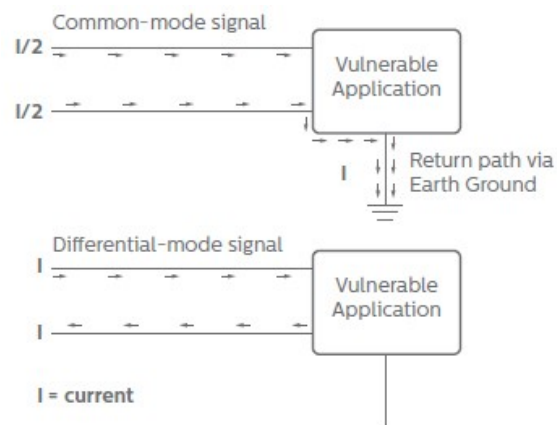 Common-mode signal
I/2
Vulnerable
Application
I/2
I
Return path via
Earth Ground
Differential-mode signal
I
Vulnerable
Application
I
I = current